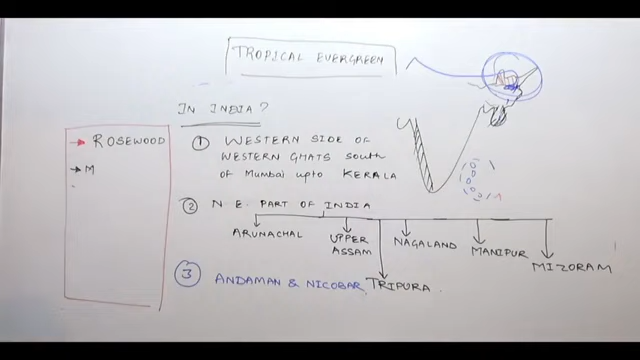 TROPICAL EVERGREEN
IN INDIA?
→ ROSEWOOD
→ M
① WESTERN SIDE OF
WESTERN GHATS SOUTH
OF MUMBAI UPTO KERALA
② N-E. PART OF INDIA
ARUNACHAL
UPPER
ASSAM
TRIPURA
NAGALAND
MANIPUR
MIZORAM
③ ANDAMAN & NICOBAR